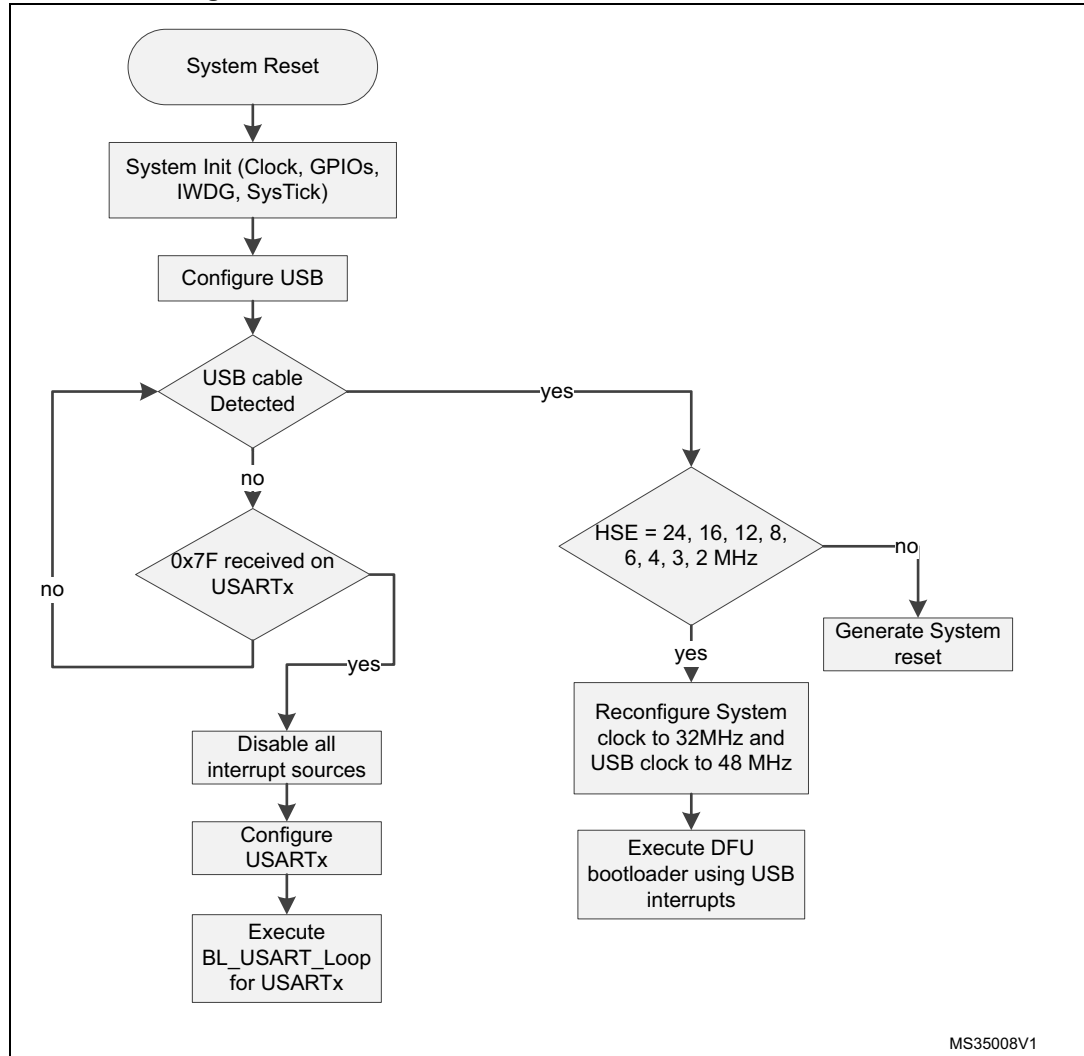 System Reset
System Init (Clock, GPIOs,
IWDG, SysTick)
Configure USB
USB cable
Detected
yes
no
0x7F received on
USARTx
no
yes
Disable all
interrupt sources
Configure
USARTx
Execute
BL_USART_Loop
for USARTx
HSE = 24, 16, 12, 8,
6, 4, 3, 2 MHz
no
Generate System
reset
yes
Reconfigure System
clock to 32MHz and
USB clock to 48 MHz
Execute DFU
bootloader using USB
interrupts
MS35008V1